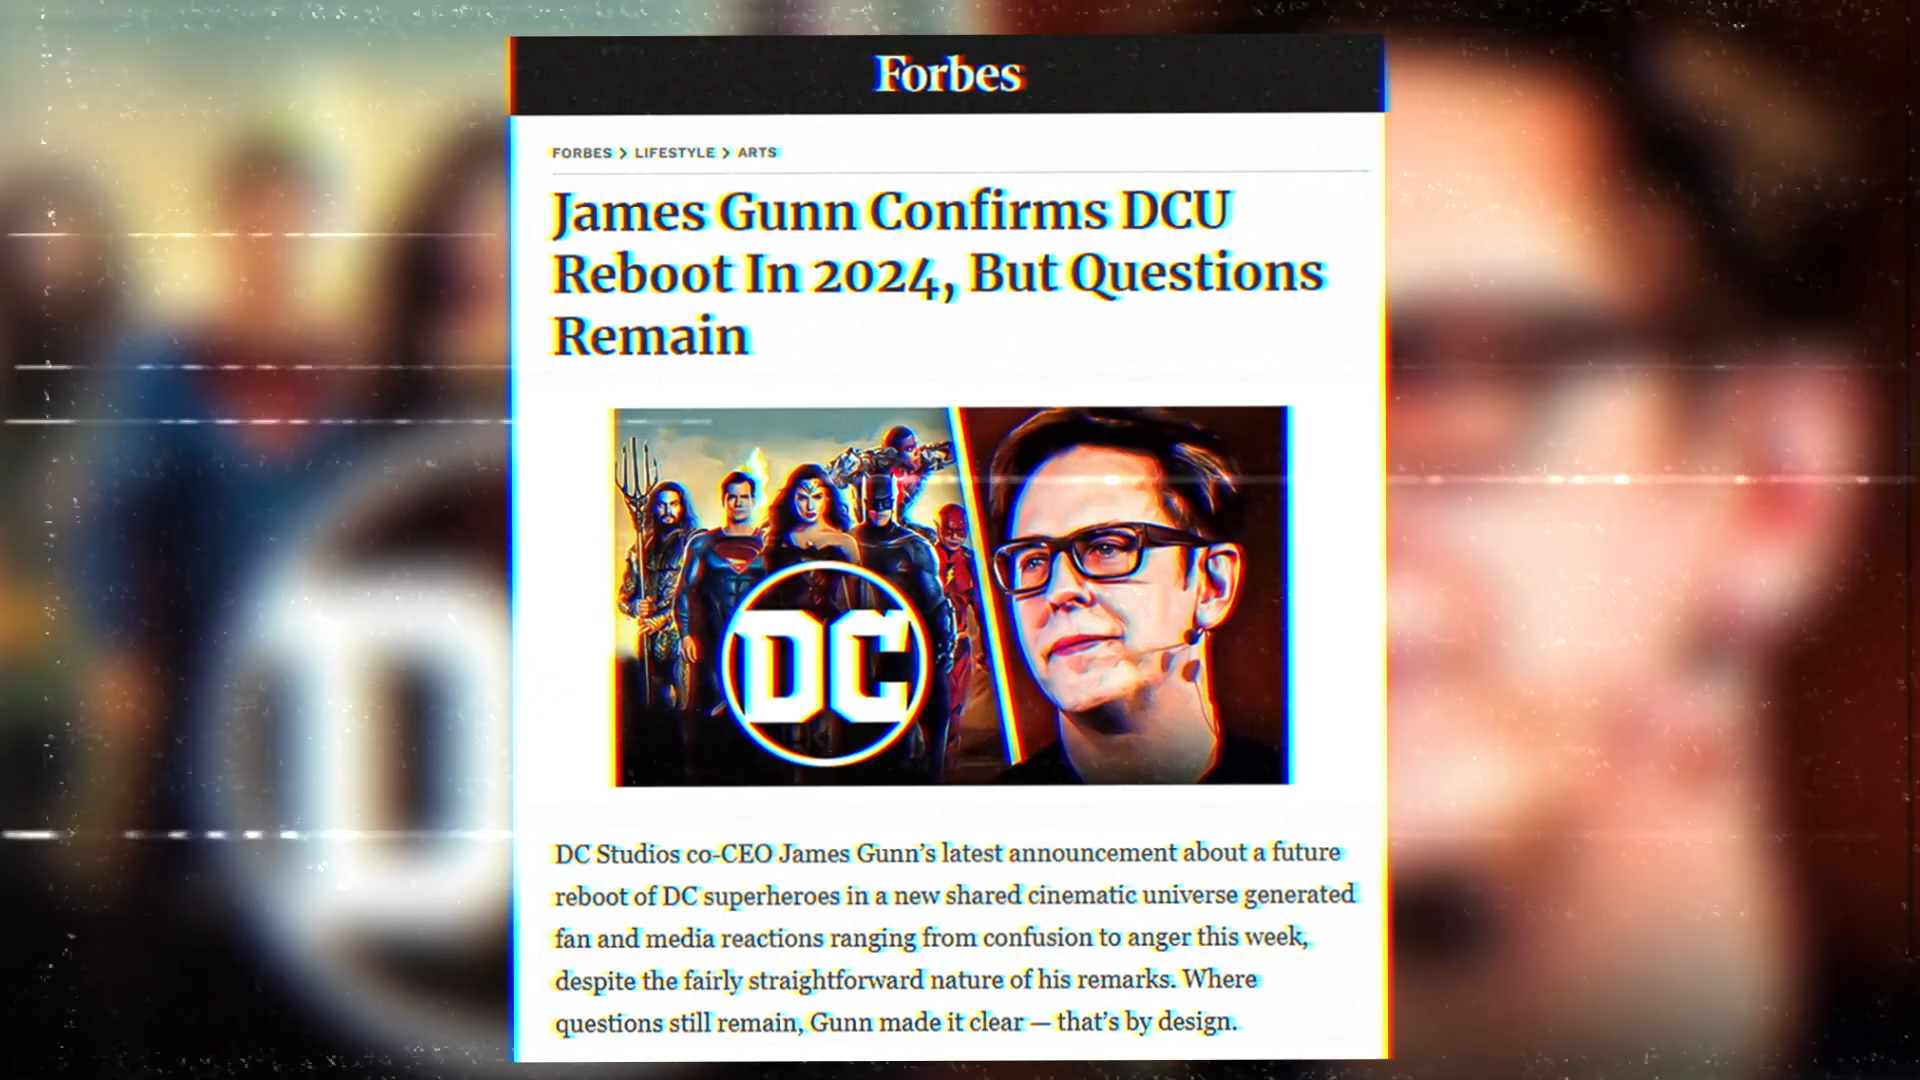 Forbes
FORBES > LIFESTYLE > ARTS
James Gunn Confirms DCU
Reboot In 2024, But Questions
Remain
DC
DC Studios co-CEO James Gunn’s latest announcement about a future
reboot of DC superheroes in a new shared cinematic universe generated
fan and media reactions ranging from confusion to anger this week,
despite the fairly straightforward nature of his remarks. Where
questions still remain, Gunn made it clear — that’s by design.